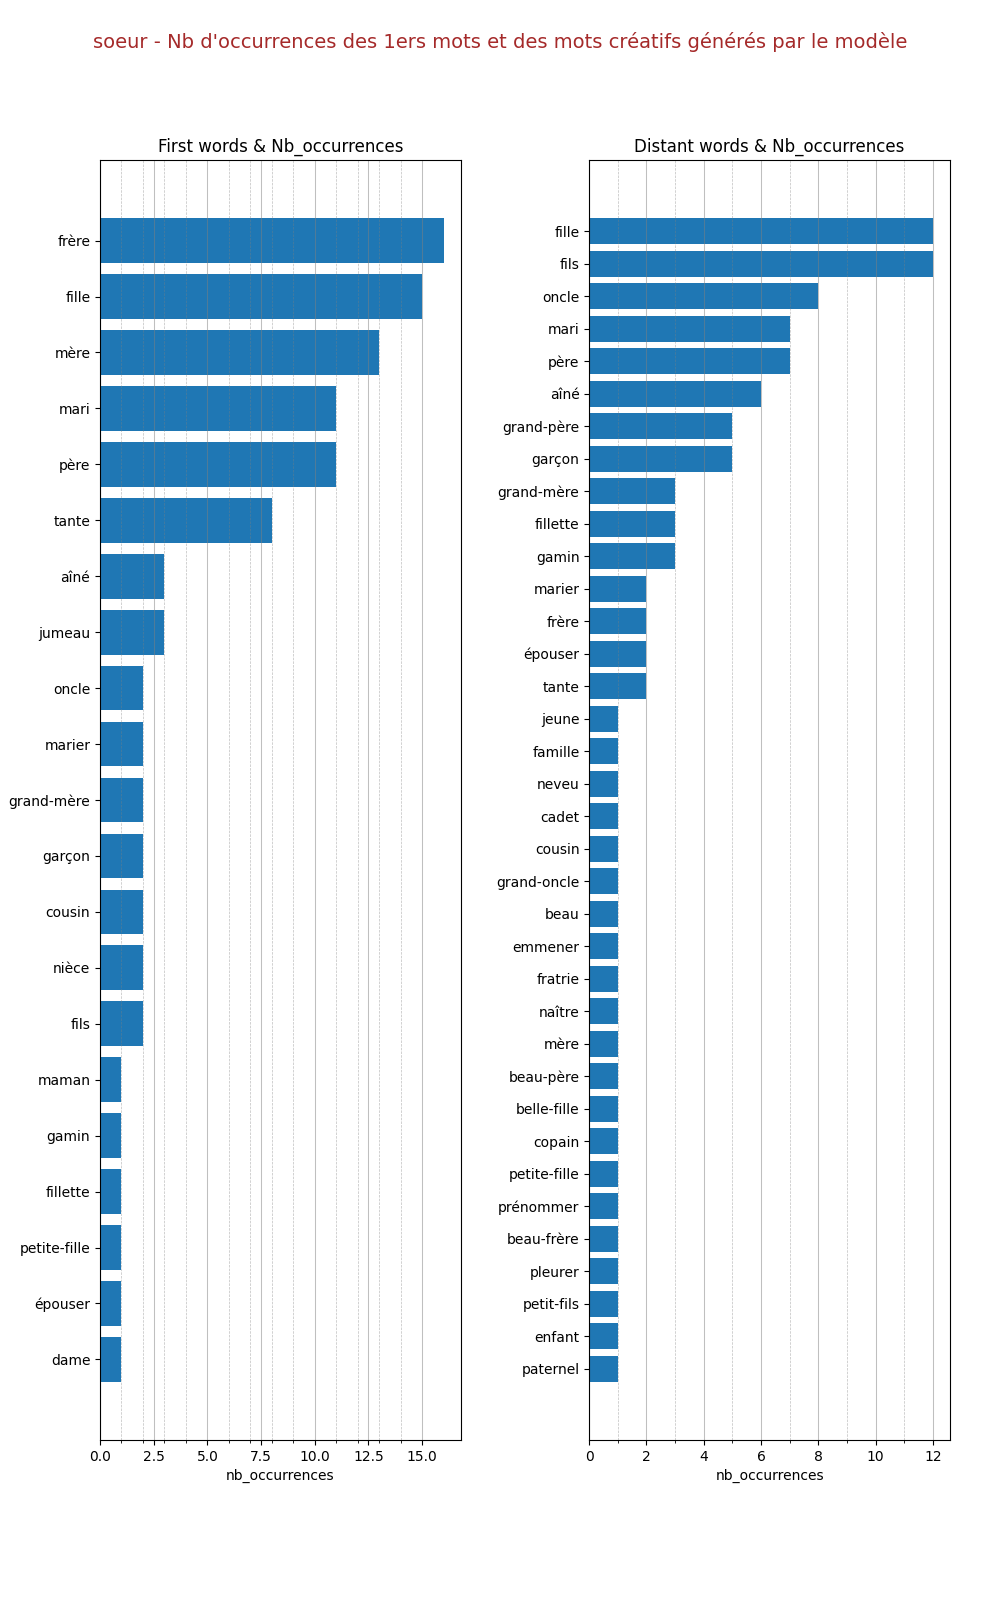 soeur - Nb d'occurrences des 1ers mots et des mots créatifs générés par le modèle
First words & Nb_occurrences
frère
fille
mère
mari
père
tante
aîné
jumeau
oncle
marier
grand-mère
garçon
cousin
nièce
fils
maman
gamin
fillette
petite-fille
épouser
dame
0.0 2.5 5.0 7.5 10.0 12.5 15.0
nb_occurrences
Distant words & Nb_occurrences
fille
fils
oncle
mari
père
aîné
grand-père
garçon
grand-mère
fillette
gamin
marier
frère
épouser
tante
jeune
famille
neveu
cadet
cousin
grand-oncle
beau
emmener
fratrie
naître
mère
beau-père
belle-fille
copain
petite-fille
prénommer
beau-frère
pleurer
petit-fils
enfant
paternel
0 2 4 6 8 10 12
nb_occurrences